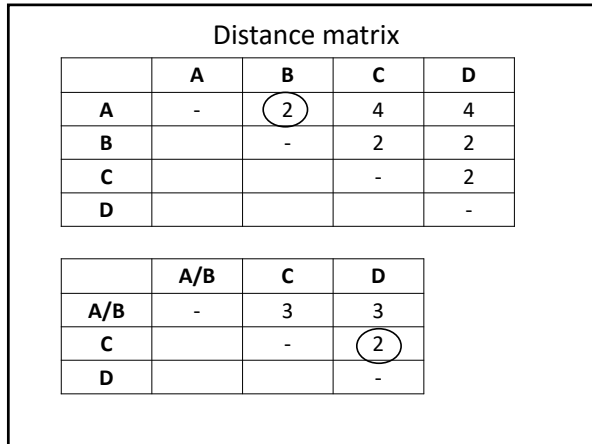 Distance matrix
A B C D
A - 2 4 4
B - 2 2
C - 2
D -
A/B C D
A/B - 3 3
C - 2
D -